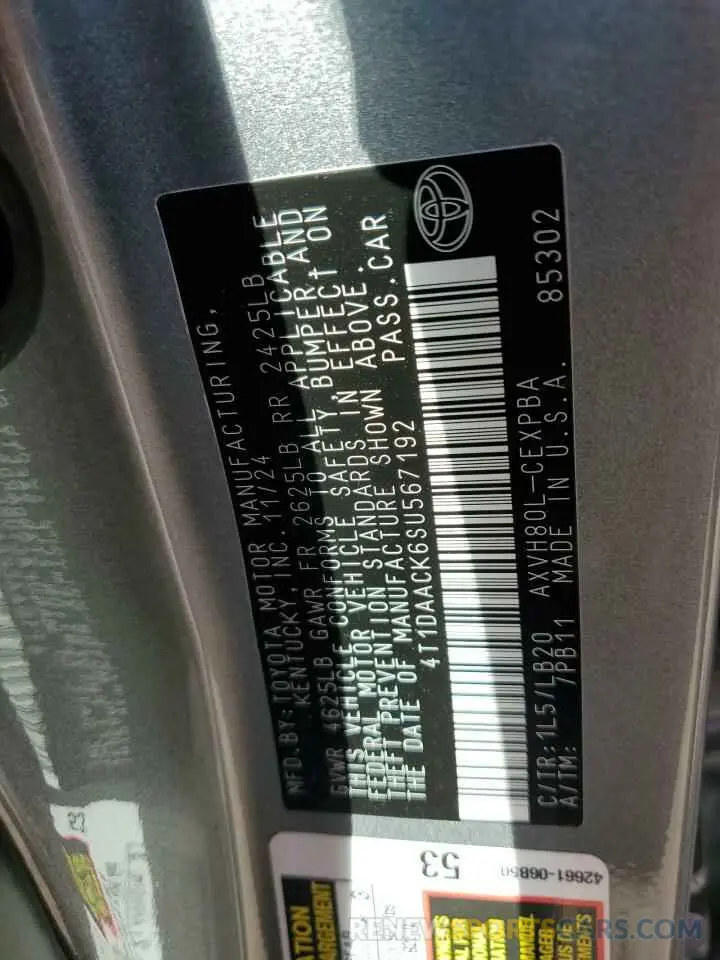 MFD.BY:TOYOTA MOTOR MANUFACTURING,
KENTUCKY, INC. 11/24
GVWR 4625LB GAWR FR 2625LB RR 2425LB
THIS VEHICLE CONFORMS TO ALL APPLICABLE
FEDERAL MOTOR VEHICLE SAFETY, BUMPER, AND
THEFT PREVENTION STANDARDS IN EFFECT ON
THE DATE OF MANUFACTURE SHOWN ABOVE.
4T1DAACK6SU567192 PASS.CAR
C/TR:1L5/LB20 AXVH80L-CEXPBA
A/TM: 7PB11 MADE IN U.S.A. 85302
53
42661-06B50